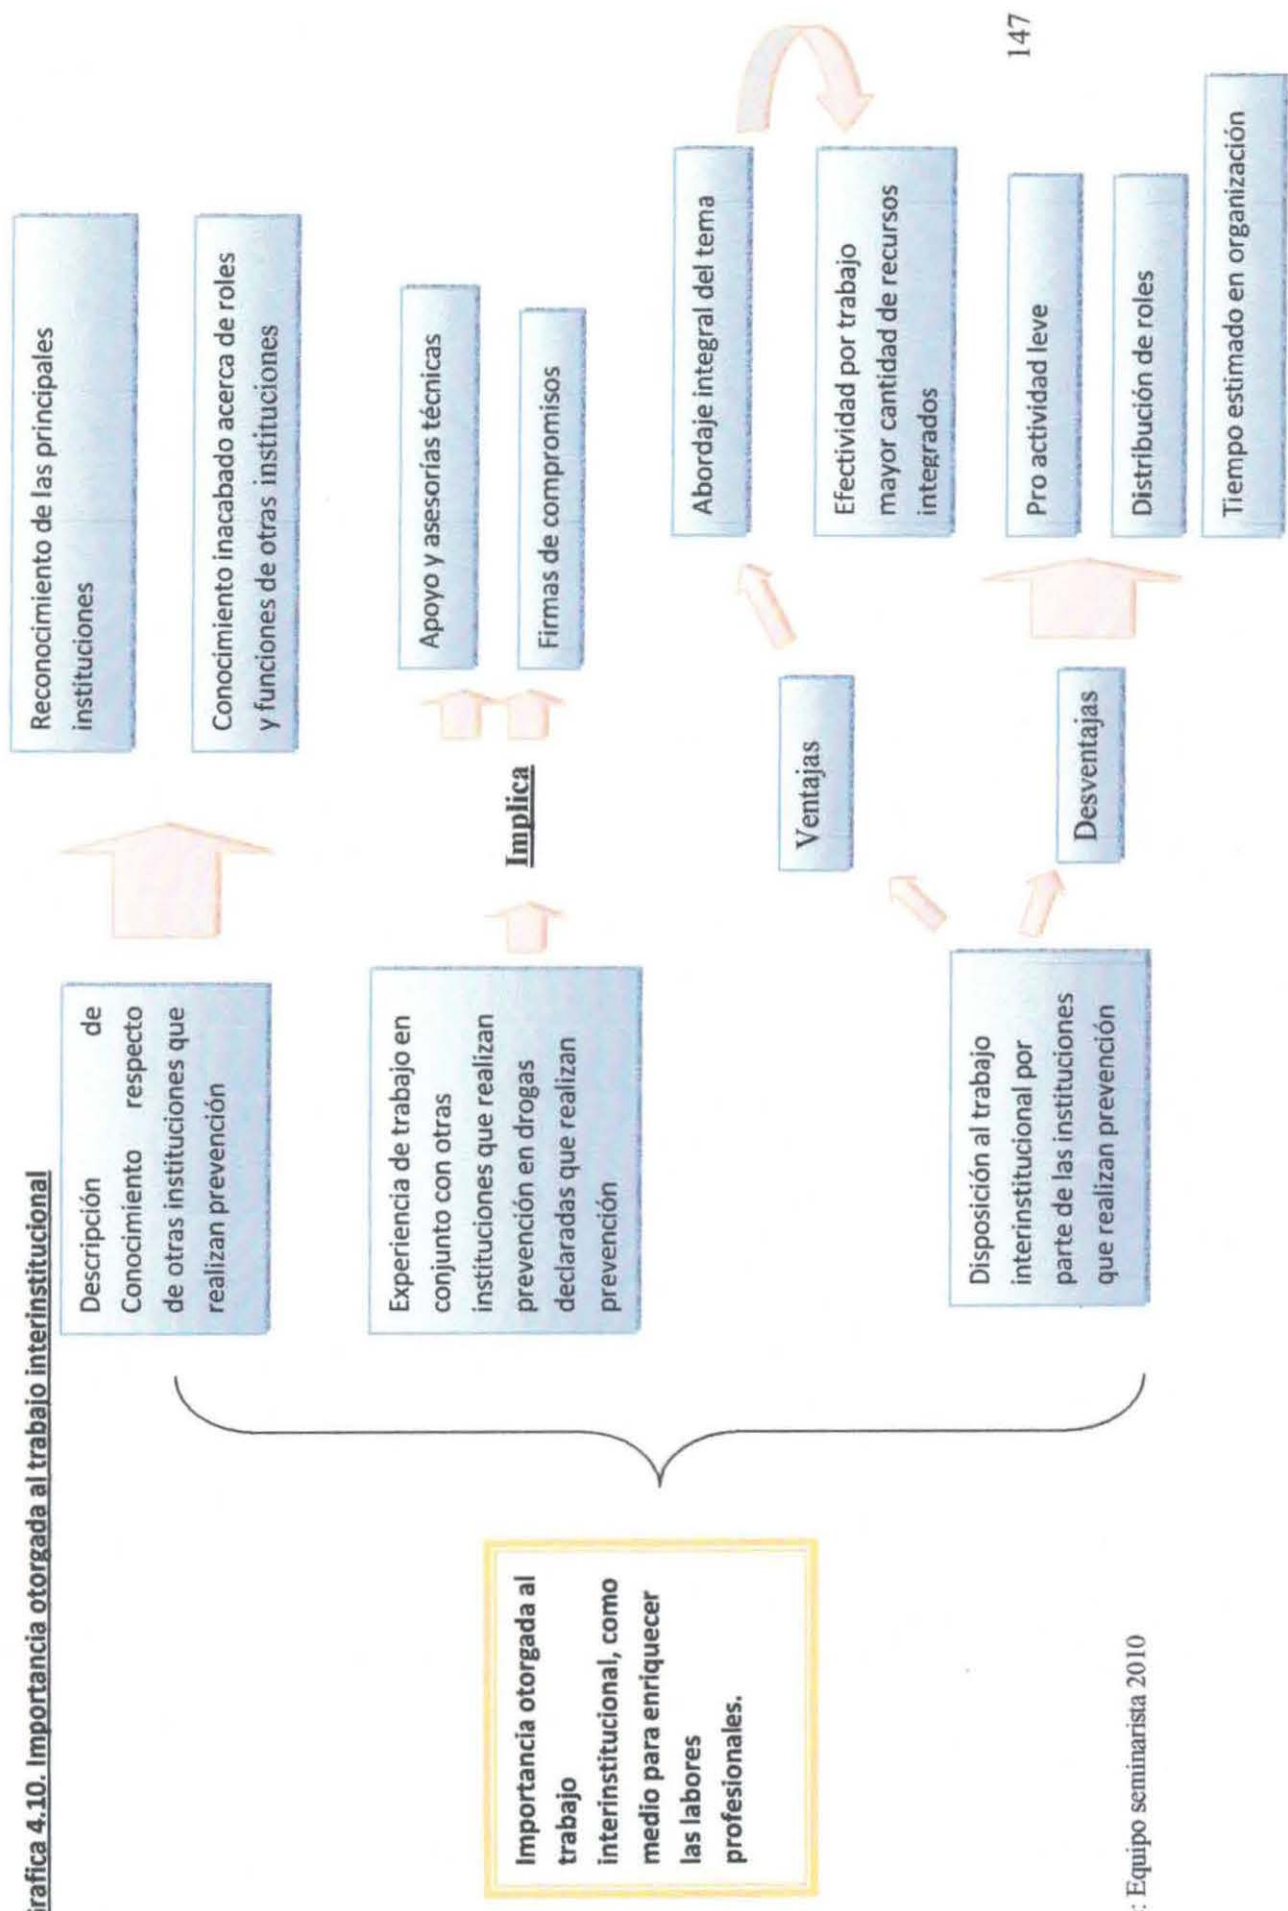 irafica 4.10. Importancia otorgada al trabajo interinstitucional
Importancia otorgada al
trabajo
interinstitucional, como
medio para enriquecer
las labores
profesionales.
Descripción de
Conocimiento respecto
de otras instituciones que
realizan prevención
Reconocimiento de las principales
instituciones
Conocimiento inacabado acerca de roles
y funciones de otras instituciones
Experiencia de trabajo en
conjunto con otras
instituciones que realizan
prevención en drogas
declaradas que realizan
prevención
Implica
Apoyo y asesorías técnicas
Firmas de compromisos
Disposición al trabajo
interinstitucional por
parte de las instituciones
que realizan prevención
Ventajas
Abordaje integral del tema
Efectividad por trabajo
mayor cantidad de recursos
integrados
Desventajas
Pro actividad leve
Distribución de roles
Tiempo estimado en organización
: Equipo seminarista 2010
147